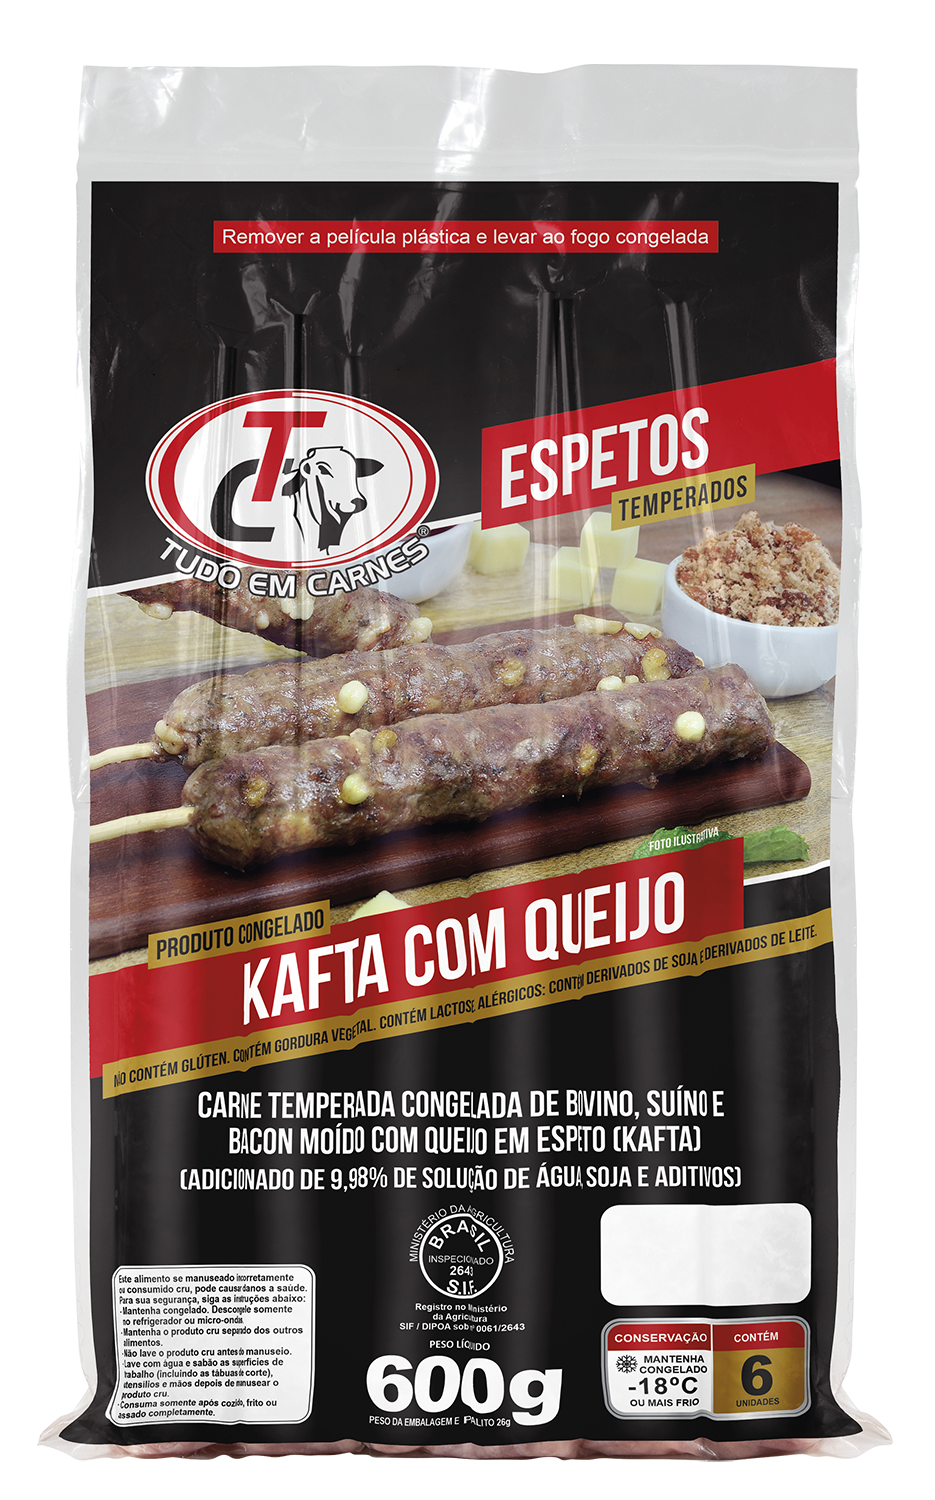 Remover a película plástica e levar ao fogo congelada
ESPETOS
TEMPERADOS
TC
TUDO EM CARNES®
FOTO ILUSTRATIVA
PRODUTO CONGELADO
KAFTA COM QUEIJO
NÃO CONTÉM GLÚTEN. CONTÉM GORDURA VEGETAL. CONTÉM LACTOSE. ALÉRGICOS: CONTÉM DERIVADOS DE SOJA E DERIVADOS DE LEITE.
CARNE TEMPERADA CONGELADA DE BOVINO, SUÍNO E
BACON MOÍDO COM QUEIJO EM ESPETO (KAFTA)
(ADICIONADO DE 9,98% DE SOLUÇÃO DE ÁGUA, SOJA E ADITIVOS)
MINISTÉRIO DA AGRICULTURA
BRASIL
INSPECIONADO
2643
S.I.F.
Registro no Ministério
da Agricultura
SIF / DIPOA sob nº 0061/2643
PESO LÍQUIDO
600g
PESO DA EMBALAGEM E PALITO 26g
Este alimento se manuseado incorretamente
ou consumido cru, pode causar danos a saúde.
Para sua segurança, siga as instruções abaixo:
-Mantenha congelado. Descongele somente
no refrigerador ou micro-ondas.
-Mantenha o produto cru separado dos outros
alimentos.
-Não lave o produto cru antes do manuseio.
-Lave com água e sabão as superfícies de
trabalho (incluindo as tábuas de corte),
utensílios e mãos depois de manusear o
produto cru.
-Consuma somente após cozido, frito ou
assado completamente.
CONSERVAÇÃO
MANTENHA
CONGELADO
-18ºC
OU MAIS FRIO
CONTÉM
6
UNIDADES